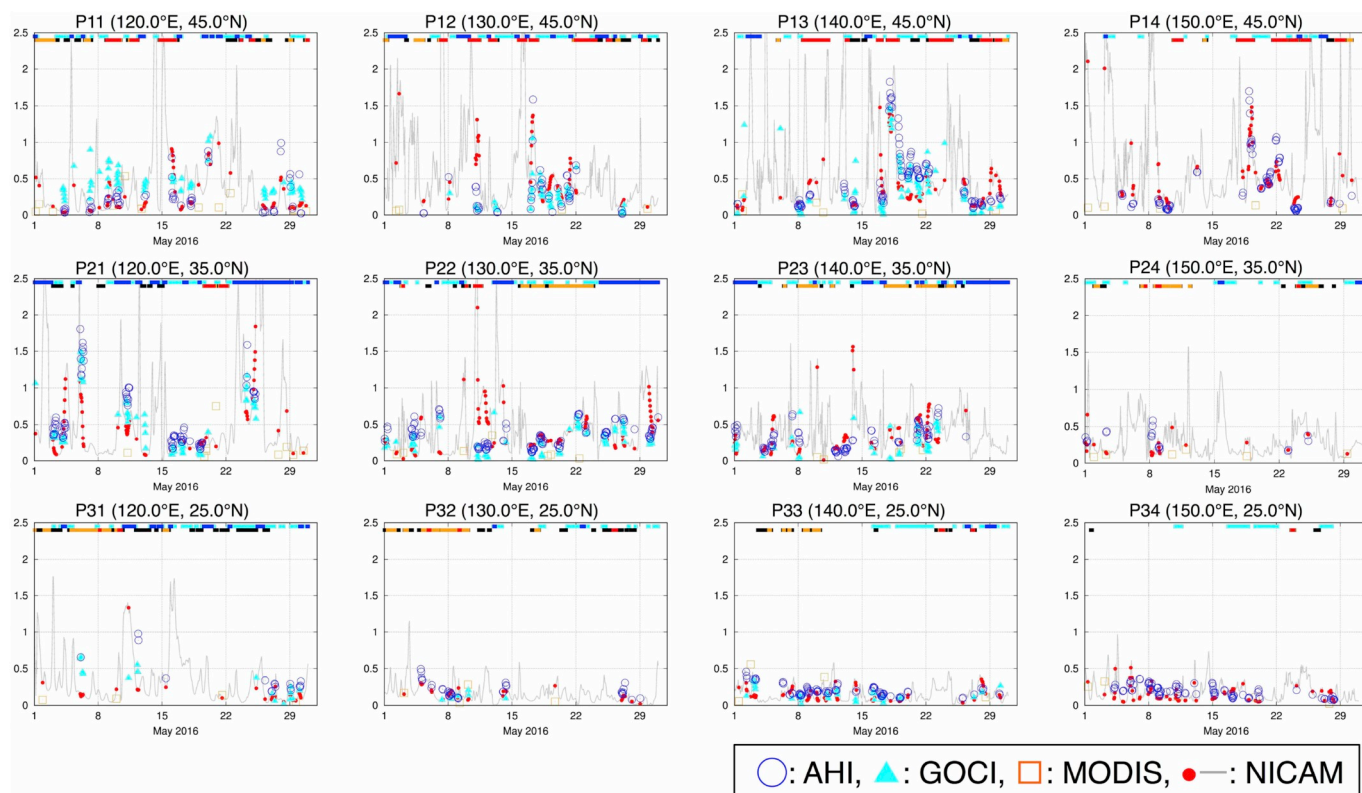 P11 (120.0°E, 45.0°N) P12 (130.0°E, 45.0°N) P13 (140.0°E, 45.0°N) P14 (150.0°E, 45.0°N)
2.5 2.5 2.5 2.5
2 2 2 2
1.5 1.5 1.5 1.5
1 1 1 1
0.5 0.5 0.5 0.5
0 0 0 0
1 8 15 22 29 1 8 15 22 29 1 8 15 22 29 1 8 15 22 29
May 2016 May 2016 May 2016 May 2016
P21 (120.0°E, 35.0°N) P22 (130.0°E, 35.0°N) P23 (140.0°E, 35.0°N) P24 (150.0°E, 35.0°N)
2.5 2.5 2.5 2.5
2 2 2 2
1.5 1.5 1.5 1.5
1 1 1 1
0.5 0.5 0.5 0.5
0 0 0 0
1 8 15 22 29 1 8 15 22 29 1 8 15 22 29 1 8 15 22 29
May 2016 May 2016 May 2016 May 2016
P31 (120.0°E, 25.0°N) P32 (130.0°E, 25.0°N) P33 (140.0°E, 25.0°N) P34 (150.0°E, 25.0°N)
2.5 2.5 2.5 2.5
2 2 2 2
1.5 1.5 1.5 1.5
1 1 1 1
0.5 0.5 0.5 0.5
0 0 0 0
1 8 15 22 29 1 8 15 22 29 1 8 15 22 29 1 8 15 22 29
May 2016 May 2016 May 2016 May 2016
: AHI, : GOCI, : MODIS, : NICAM